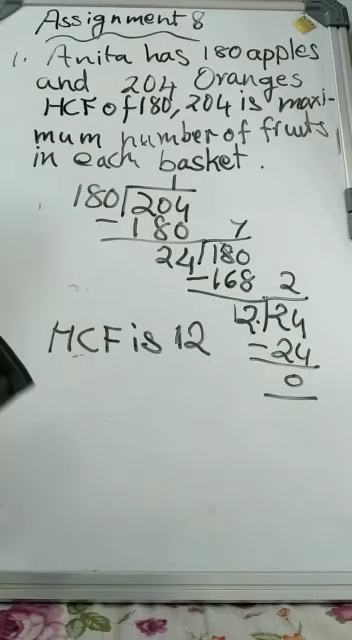 Assignment 8
1. Anita has 180 apples
and 204 Oranges
HCF of 180, 204 is maxi-
mum number of fruits
in each basket.
1
180 204
- 180 7
24 180
- 168 2
12 24
HCF is 12 - 24
0